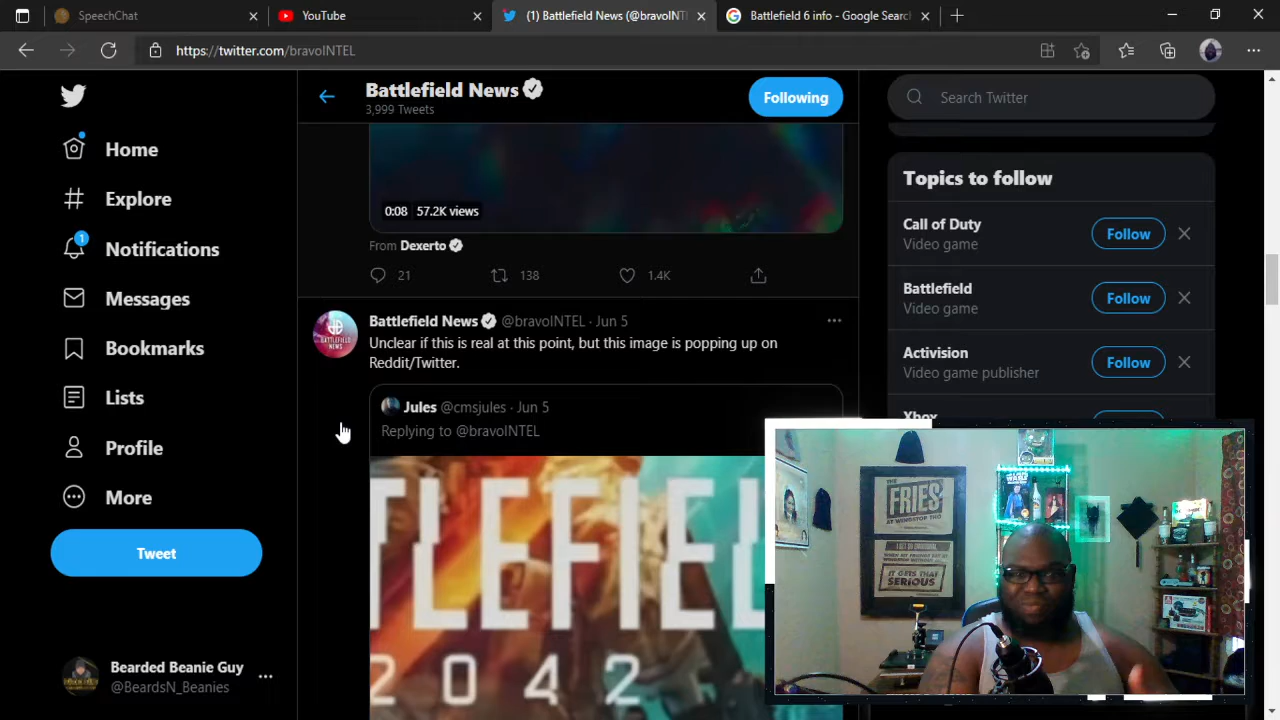 SpeechChat
YouTube
(1) Battlefield News (@bravoINT
Battlefield 6 info - Google Searc
https://twitter.com/bravoINTEL
Home
Explore
1
Notifications
Messages
Bookmarks
Lists
Profile
More
Tweet
Bearded Beanie Guy
@BeardsN_Beanies
Battlefield News
3,999 Tweets
Following
0:08 57.2K views
From Dexerto
21 138 1.4K
Battlefield News @bravoINTEL · Jun 5
Unclear if this is real at this point, but this image is popping up on
Reddit/Twitter.
Jules @cmsjules · Jun 5
Replying to @bravoINTEL
TLEFIEL
2042
Search Twitter
Topics to follow
Call of Duty
Video game
Follow
Battlefield
Video game
Follow
Activision
Video game publisher
Follow
Xbox
THE
FRIES
SERIOUS